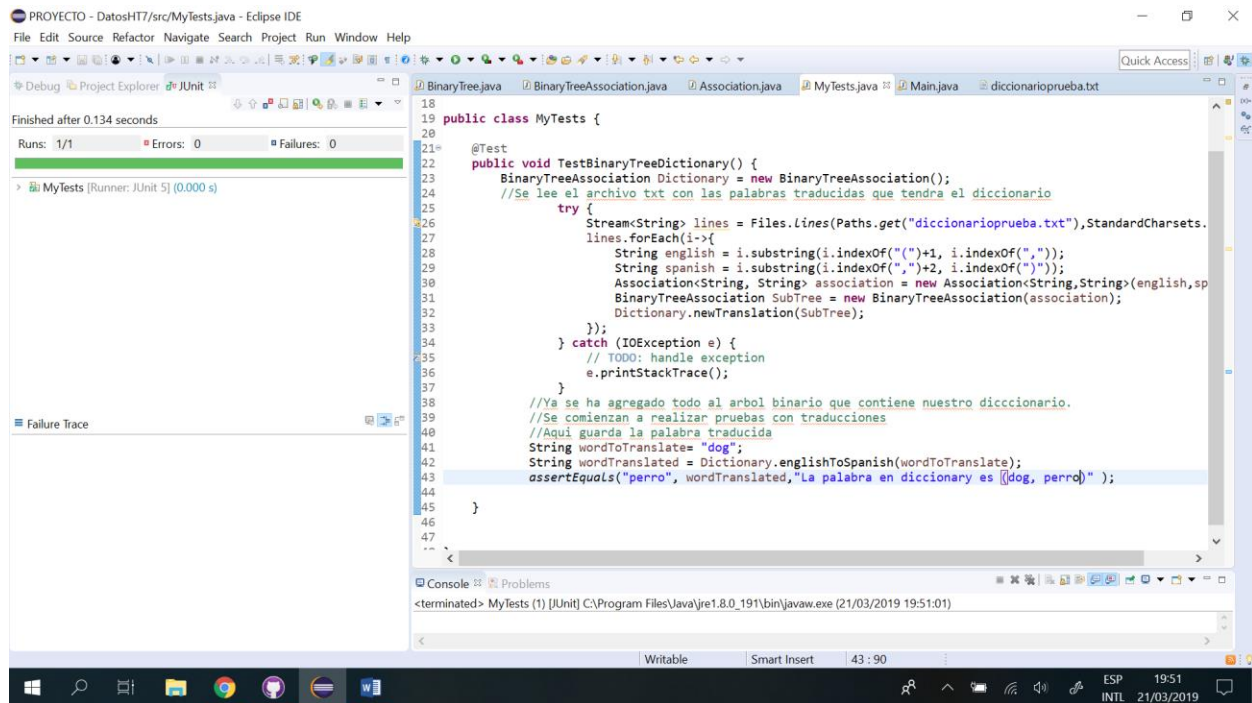 PROYECTO - DatosHT7/src/MyTests.java - Eclipse IDE
File Edit Source Refactor Navigate Search Project Run Window Help
Quick Access
Debug Project Explorer JUnit
Finished after 0.134 seconds
Runs: 1/1 Errors: 0 Failures: 0
MyTests [Runner: JUnit 5] (0.000 s)
Failure Trace
BinaryTree.java BinaryTreeAssociation.java Association.java MyTests.java Main.java diccionarioprueba.txt
18
19 public class MyTests {
20
21 @Test
22 public void TestBinaryTreeDictionary() {
23 BinaryTreeAssociation Dictionary = new BinaryTreeAssociation();
24 //Se lee el archivo txt con las palabras traducidas que tendra el diccionario
25 try {
26 Stream<String> lines = Files.lines(Paths.get("diccionarioprueba.txt"),StandardCharsets.
27 lines.forEach(i->{
28 String english = i.substring(i.indexOf("(")+1, i.indexOf(","));
29 String spanish = i.substring(i.indexOf(",")+2, i.indexOf(")"));
30 Association<String, String> association = new Association<String,String>(english,sp
31 BinaryTreeAssociation SubTree = new BinaryTreeAssociation(association);
32 Dictionary.newTranslation(SubTree);
33 });
34 } catch (IOException e) {
35 // TODO: handle exception
36 e.printStackTrace();
37 }
38 //Ya se ha agregado todo al arbol binario que contiene nuestro dicccionario.
39 //Se comienzan a realizar pruebas con traducciones
40 //Aqui guarda la palabra traducida
41 String wordToTranslate= "dog";
42 String wordTranslated = Dictionary.englishToSpanish(wordToTranslate);
43 assertEquals("perro", wordTranslated,"La palabra en diccionary es (dog, perro)" );
44
45 }
46
47
Console Problems
<terminated> MyTests (1) [JUnit] C:\Program Files\Java\jre1.8.0_191\bin\javaw.exe (21/03/2019 19:51:01)
Writable Smart Insert 43 : 90
ESP 19:51
INTL 21/03/2019